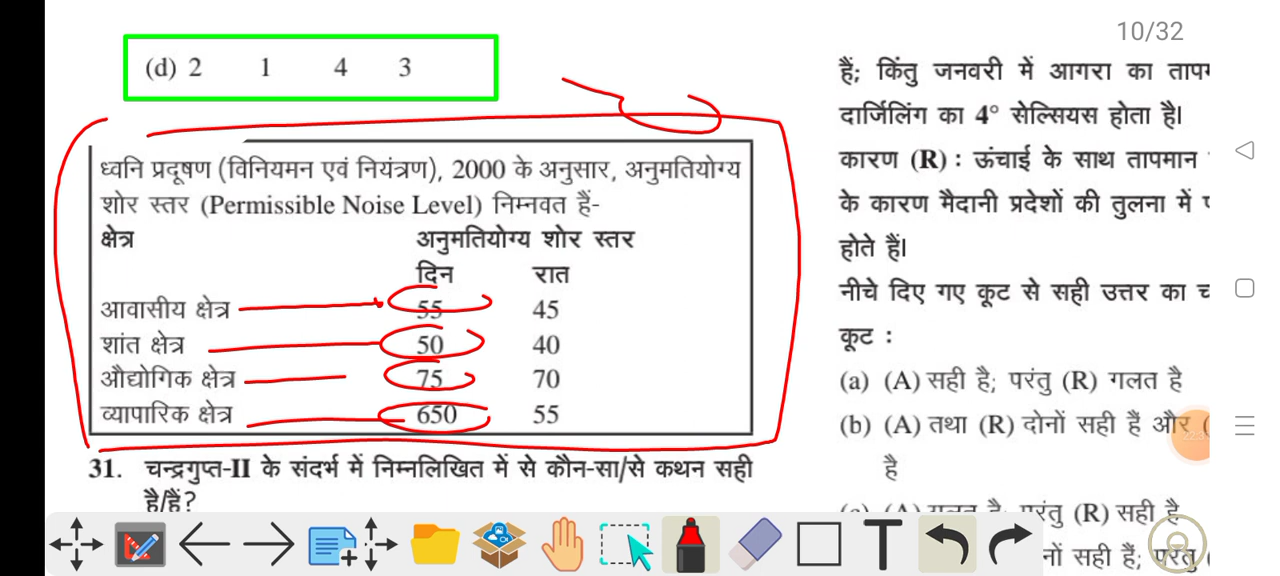 10/32
(d) 2 1 4 3
ध्वनि प्रदूषण (विनियमन एवं नियंत्रण), 2000 के अनुसार, अनुमतियोग्य
शोर स्तर (Permissible Noise Level) निम्नवत हैं-
क्षेत्र अनुमतियोग्य शोर स्तर
दिन रात
आवासीय क्षेत्र 55 45
शांत क्षेत्र 50 40
औद्योगिक क्षेत्र 75 70
व्यापारिक क्षेत्र 650 55
31. चन्द्रगुप्त-II के संदर्भ में निम्नलिखित में से कौन-सा/से कथन सही
है/हैं?
हैं; किंतु जनवरी में आगरा का
दार्जिलिंग का 4° सेल्सियस होता है।
कारण (R) : ऊंचाई के साथ तापमान
के कारण मैदानी प्रदेशों की तुलना में
होते हैं।
नीचे दिए गए कूट से सही उत्तर का
कूट :
(a) (A) सही है; परंतु (R) गलत है
(b) (A) तथा (R) दोनों सही हैं और
है
(R) सही है
सही हैं;
T